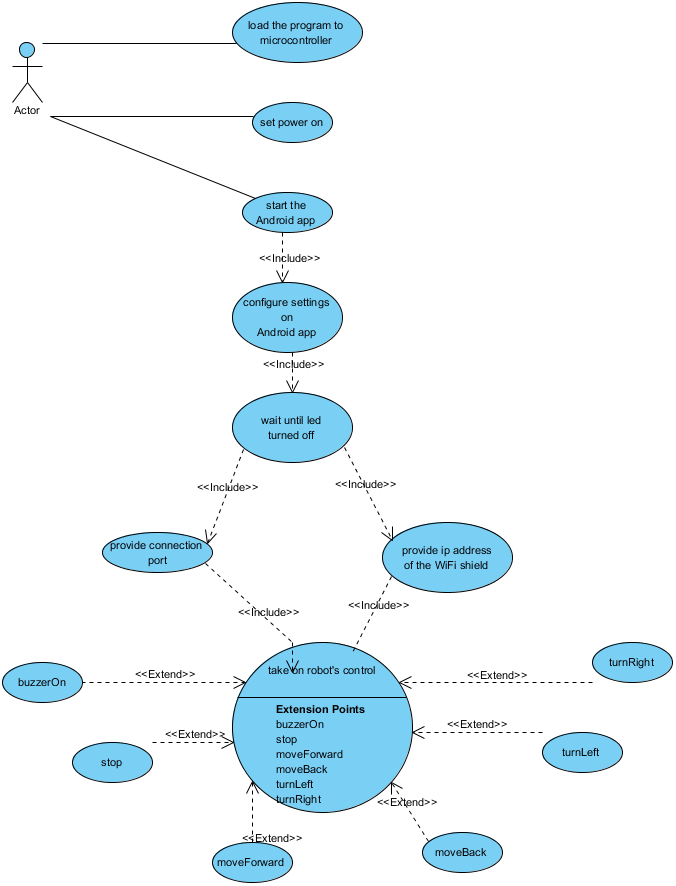 load the program to
microcontroller
Actor
set power on
start the
Android app
<<Include>>
configure settings
on
Android app
<<Include>>
wait until led
turned off
<<Include>>
<<Include>>
provide connection
port
provide ip address
of the WiFi shield
<<Include>>
<<Include>>
take on robot's control
buzzerOn
<<Extend>>
<<Extend>>
turnRight
Extension Points
buzzerOn
stop
moveForward
moveBack
turnLeft
turnRight
<<Extend>>
stop
<<Extend>>
turnLeft
<<Extend>>
<<Extend>>
moveForward
moveBack